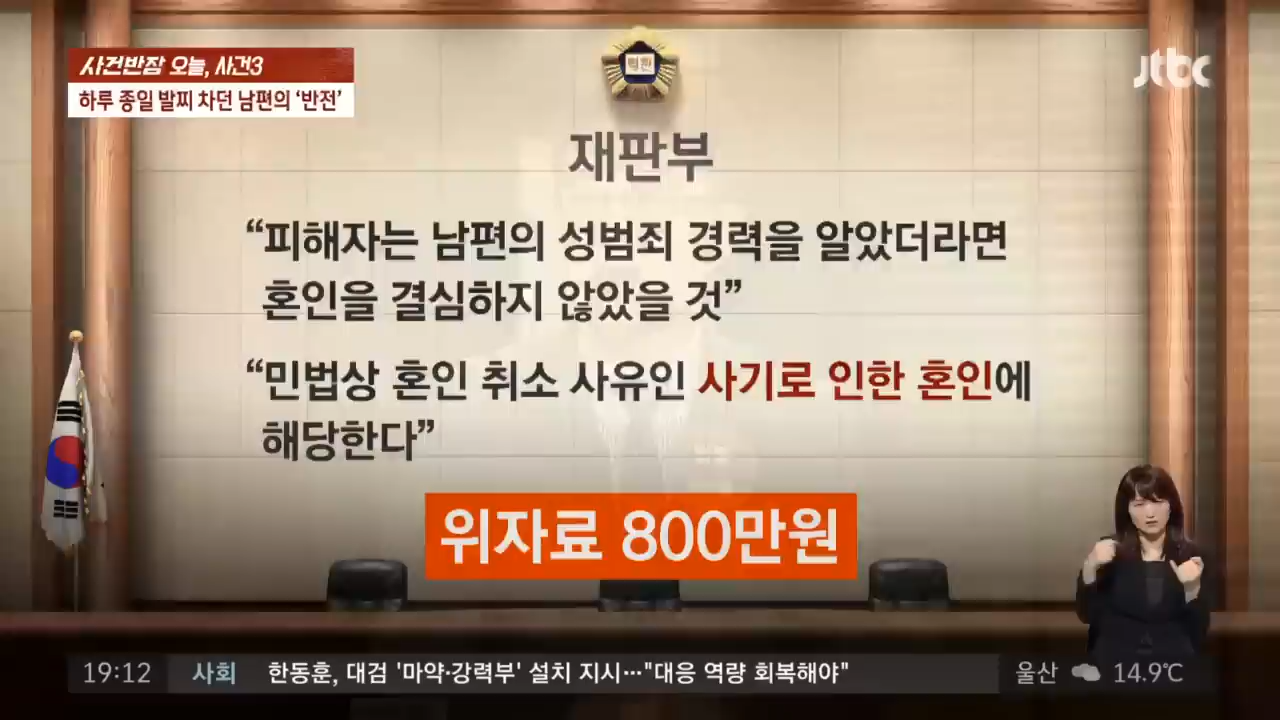 사건반장 오늘, 사건3
하루 종일 발찌 차던 남편의 ‘반전’
jtbc
재판부
“피해자는 남편의 성범죄 경력을 알았더라면
혼인을 결심하지 않았을 것”
“민법상 혼인 취소 사유인 사기로 인한 혼인에
해당한다”
위자료 800만원
19:12 사회 한동훈, 대검 '마약·강력부' 설치 지시…"대응 역량 회복해야" 울산 14.9℃